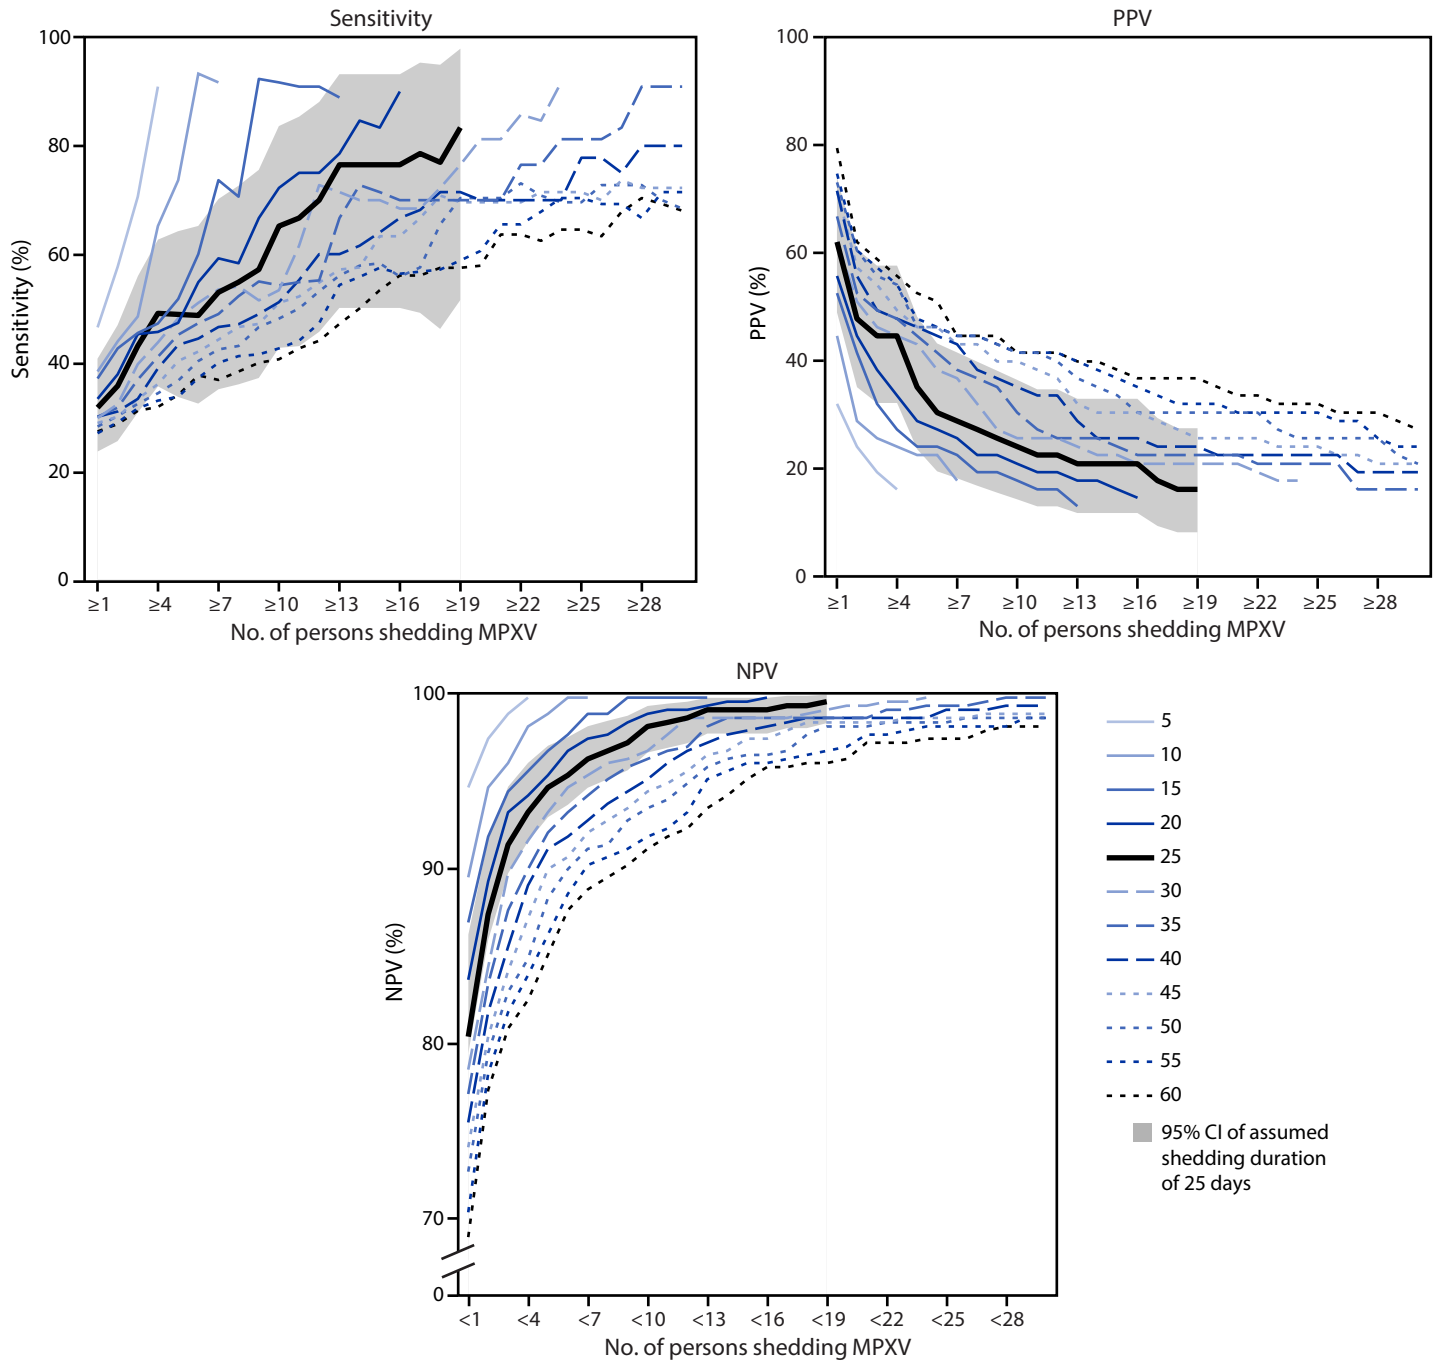 Sensitivity
100
80
60
40
20
0
Sensitivity (%)
≥1 ≥4 ≥7 ≥10 ≥13 ≥16 ≥19 ≥22 ≥25 ≥28
No. of persons shedding MPXV
PPV
100
80
60
40
20
0
PPV (%)
≥1 ≥4 ≥7 ≥10 ≥13 ≥16 ≥19 ≥22 ≥25 ≥28
No. of persons shedding MPXV
NPV
100
90
80
70
0
NPV (%)
<1 <4 <7 <10 <13 <16 <19 <22 <25 <28
No. of persons shedding MPXV
5
10
15
20
25
30
35
40
45
50
55
60
95% CI of assumed
shedding duration
of 25 days